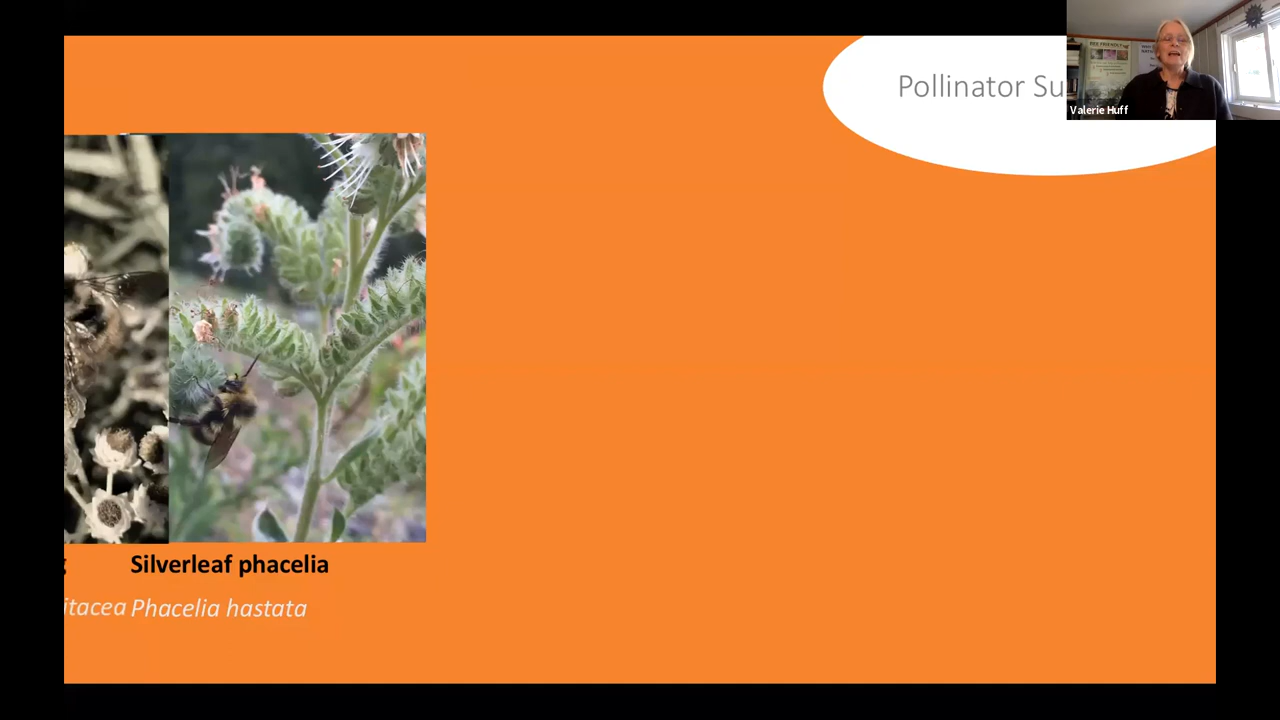 Pollinator Su
Valerie Huff
Silverleaf phacelia
itacea Phacelia hastata